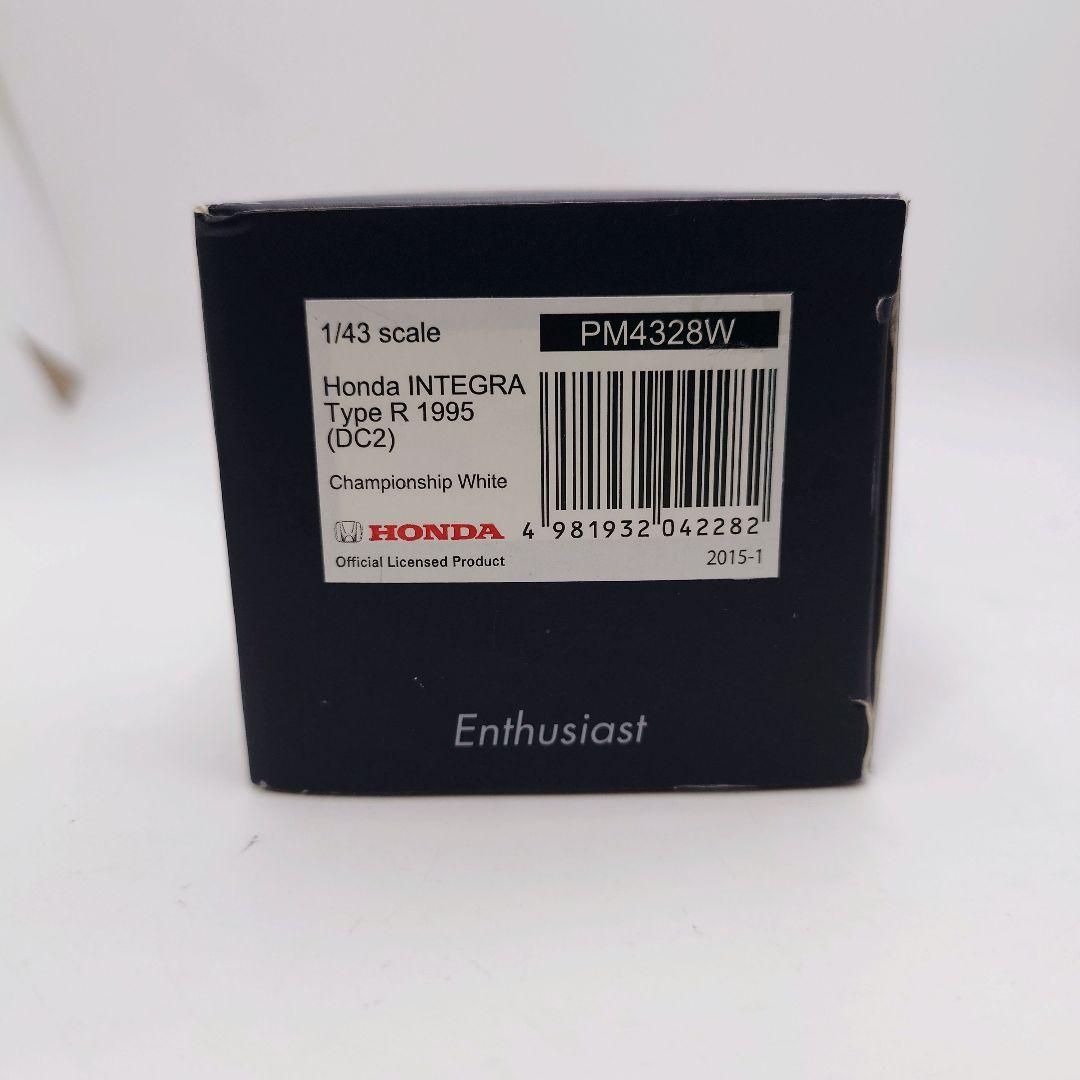 1/43 scale
PM4328W
Honda INTEGRA
Type R 1995
(DC2)
Championship White
HONDA
4 981932 042282
Official Licensed Product
2015-1
Enthusiast